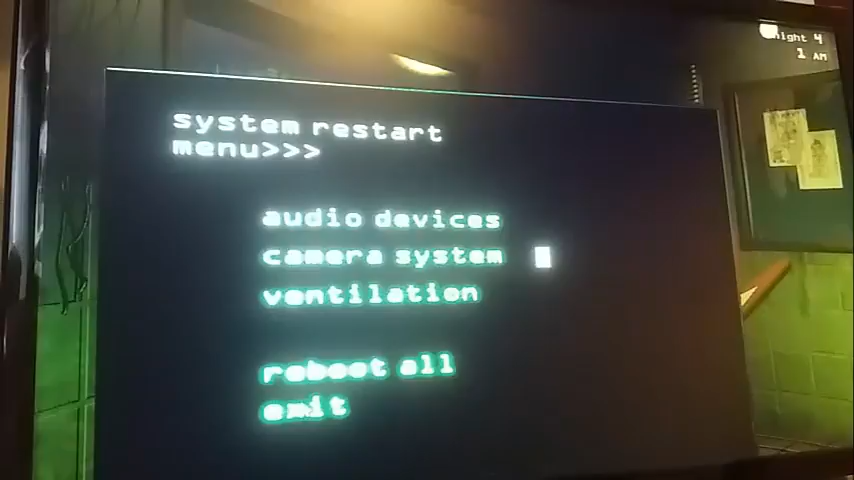 night 4
1 AM
system restart
menu>>>
audio devices
camera system
ventilation
reboot all
exit